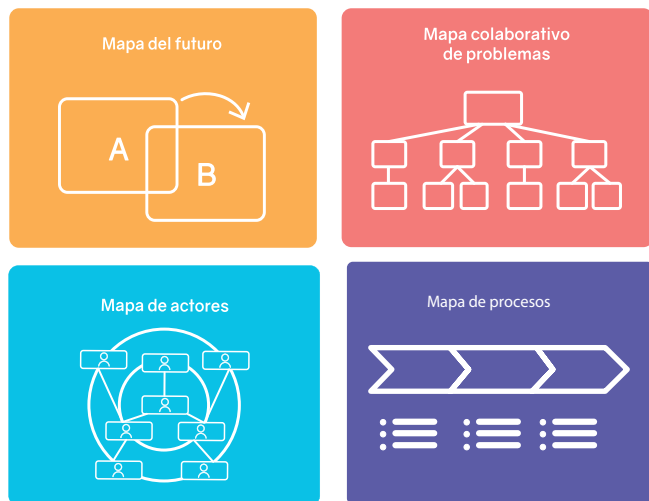 Mapa del futuro
A
B
Mapa colaborativo
de problemas
Mapa de actores
Mapa de procesos